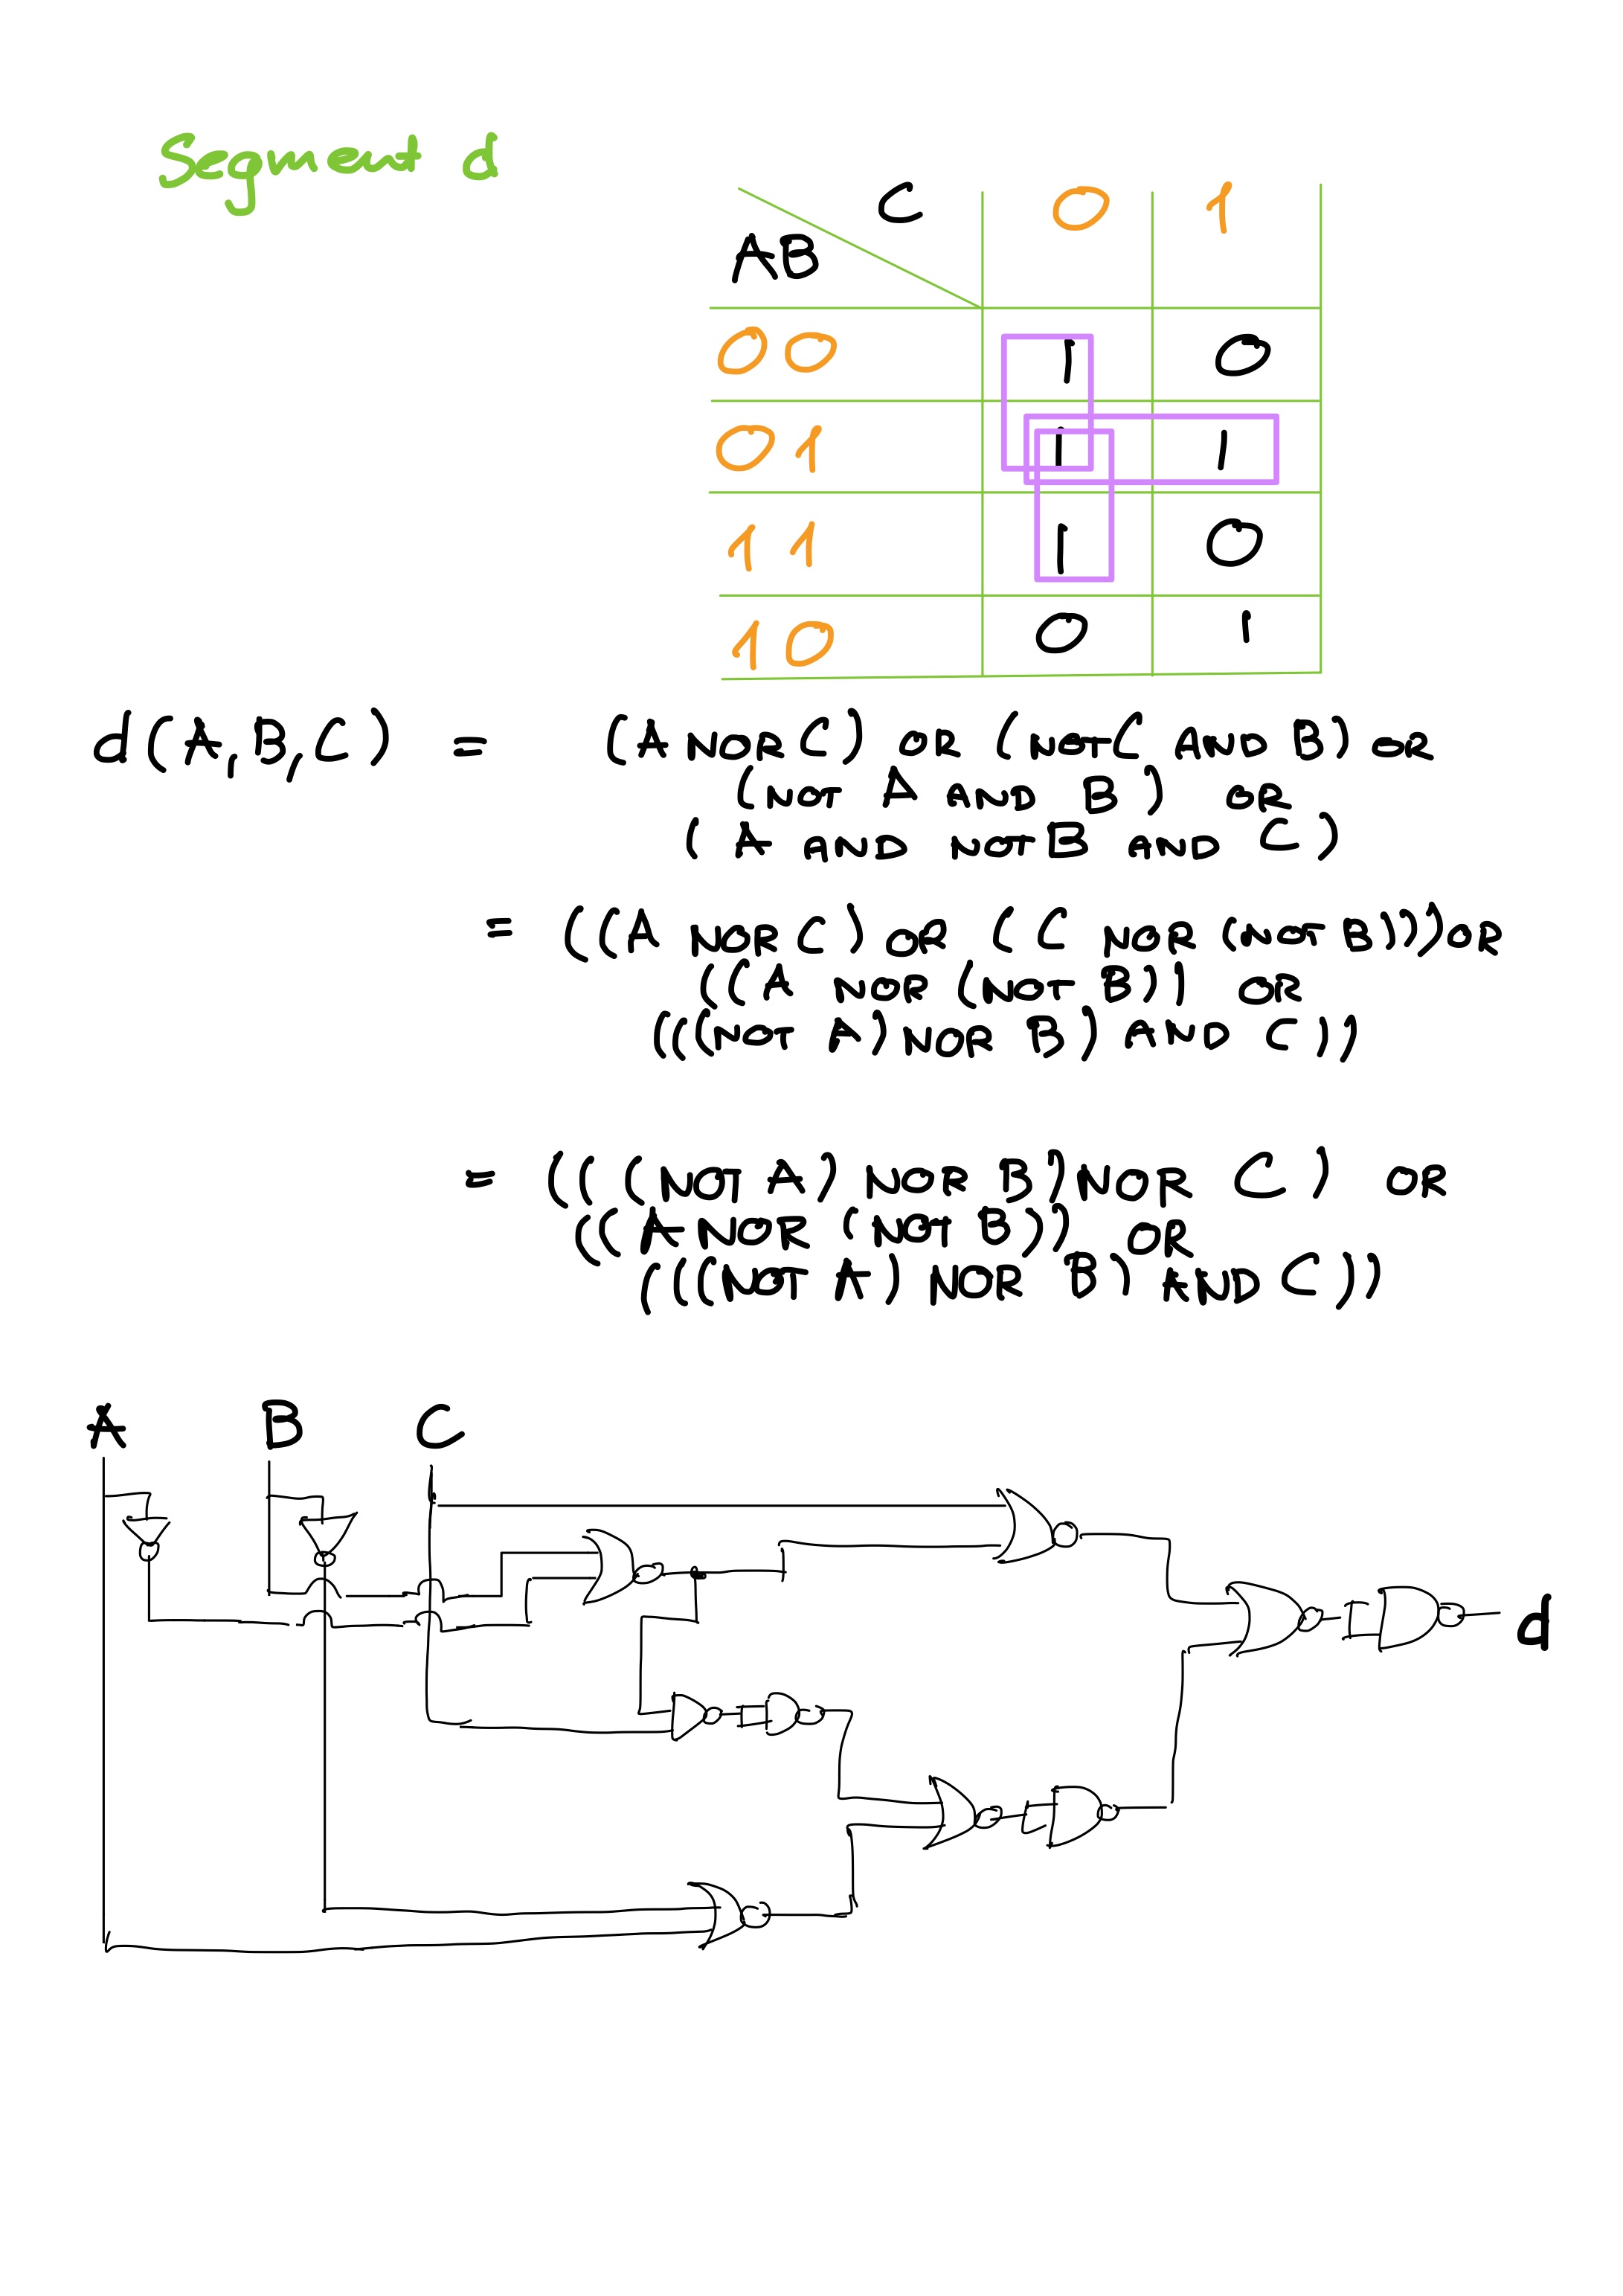 Segment d
C 0 1
AB
00 1 0
01 1 1
11 1 0
10 0 1
d(A,B,C) = (A NOR C) OR (NOT C AND B) OR
(NOT A AND B) OR
(A AND NOT B AND C)
= ((A NOR C) OR (C NOR (NOT B))) OR
((A NOR (NOT B)) OR
(((NOT A) NOR B) AND C))
= (((NOT A) NOR B) NOR C) OR
((A NOR (NOT B)) OR
(((NOT A) NOR B) AND C))
A B C
d